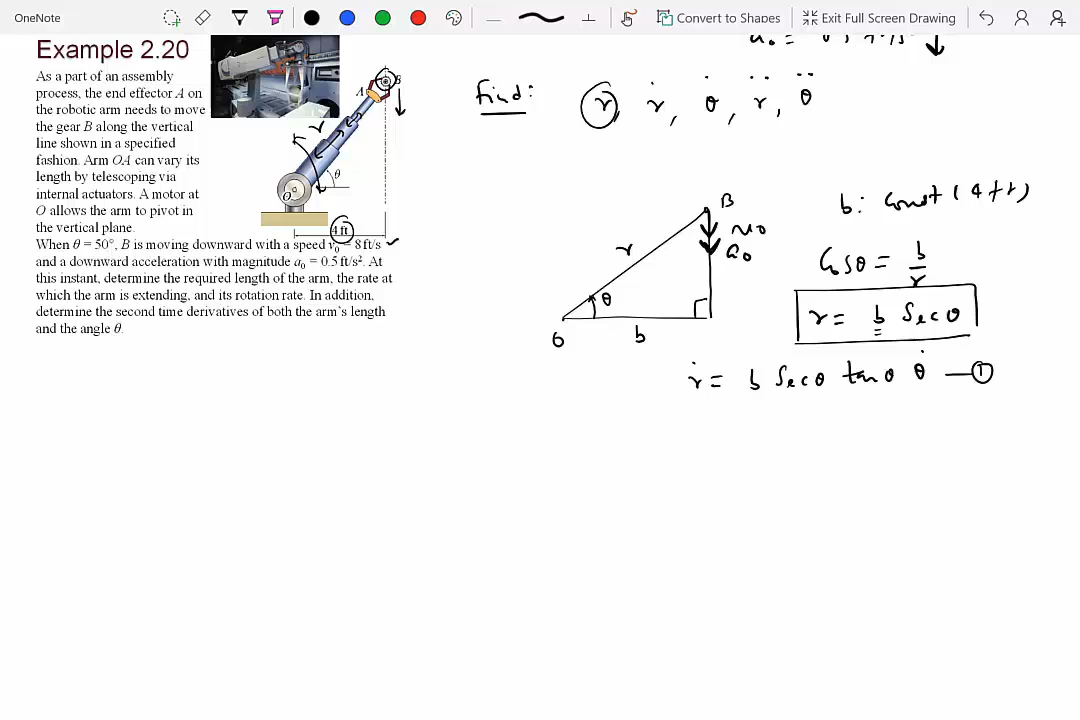 OneNote
Convert to Shapes
Exit Full Screen Drawing
Example 2.20
As a part of an assembly
process, the end effector A on
the robotic arm needs to move
the gear B along the vertical
line shown in a specified
fashion. Arm OA can vary its
length by telescoping via
internal actuators. A motor at
O allows the arm to pivot in
the vertical plane.
When θ = 50°, B is moving downward with a speed v₀ = 8 ft/s
and a downward acceleration with magnitude a₀ = 0.5 ft/s². At
this instant, determine the required length of the arm, the rate at
which the arm is extending, and its rotation rate. In addition,
determine the second time derivatives of both the arm's length
and the angle θ.
A
B
r
θ
O
4 ft
find: r, ṙ, θ̇, r̈, θ̈
B
v₀
a₀
r
θ
O
b
b: Const (4 ft)
Cosθ = b/r
r = b Secθ
ṙ = b Secθ tanθ θ̇ —①